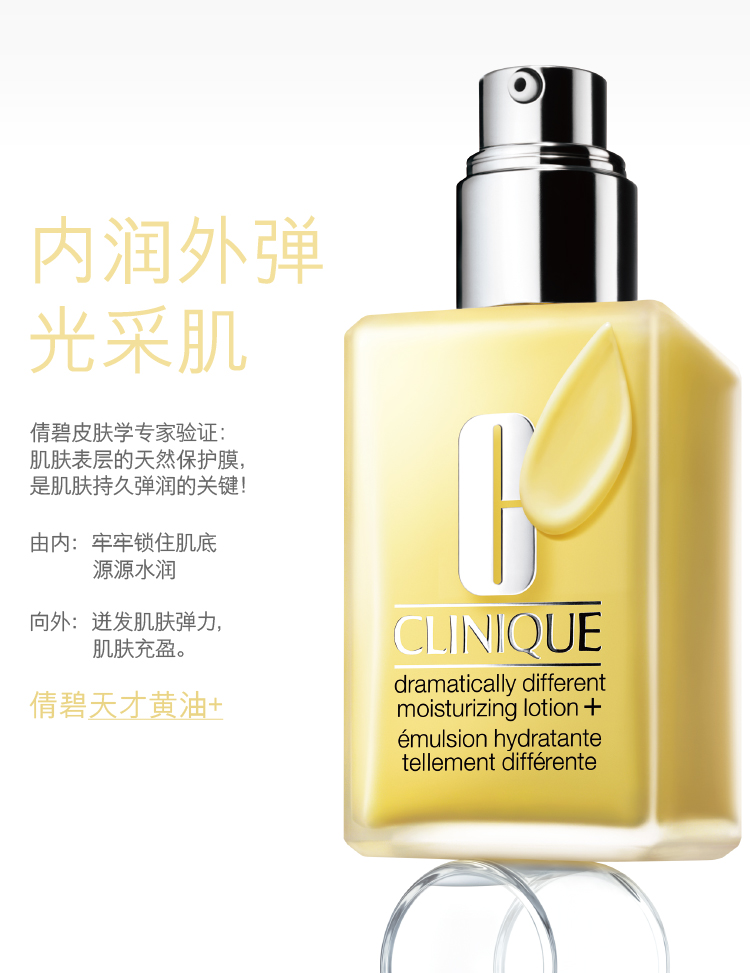 内润外弹
光采肌
倩碧皮肤学专家验证：
肌肤表层的天然保护膜，
是肌肤持久弹润的关键！
由内：牢牢锁住肌底
源源水润
向外：迸发肌肤弹力，
肌肤充盈。
倩碧天才黄油+
C
CLINIQUE
dramatically different
moisturizing lotion+
émulsion hydratante
tellement différente